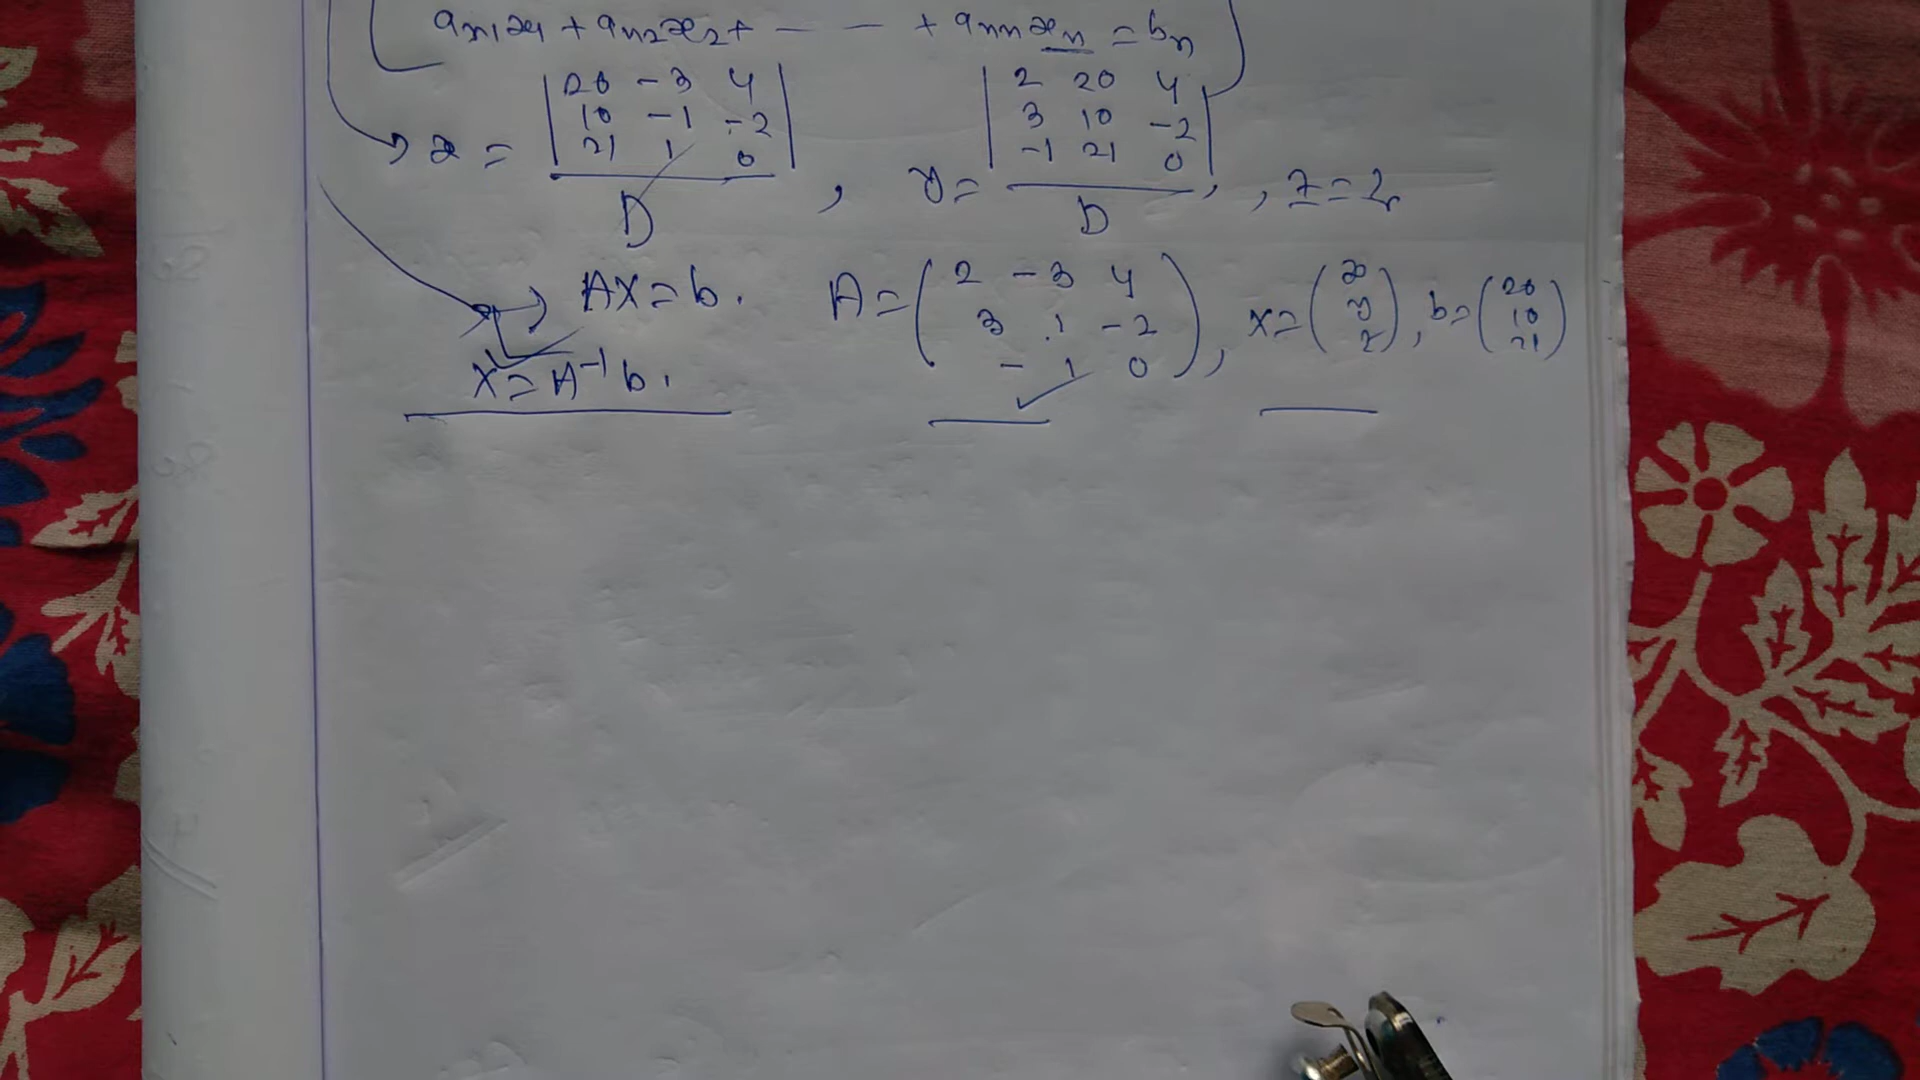 an1x1 + an2x2 + - - - + annxn = bn
x = | 20 -3 4 | / D , y = | 2 20 4 | / D , , z = 2
| 10 -1 -2 | | 3 10 -2 |
| 21 1 0 | | -1 21 0 |
AX = b. A = ( 2 -3 4 ) , X = ( x ) , b = ( 20 )
( 3 1 -2 ) ( y ) ( 10 )
( - 1 0 ) ( z ) ( 21 )
X = A^-1 b.